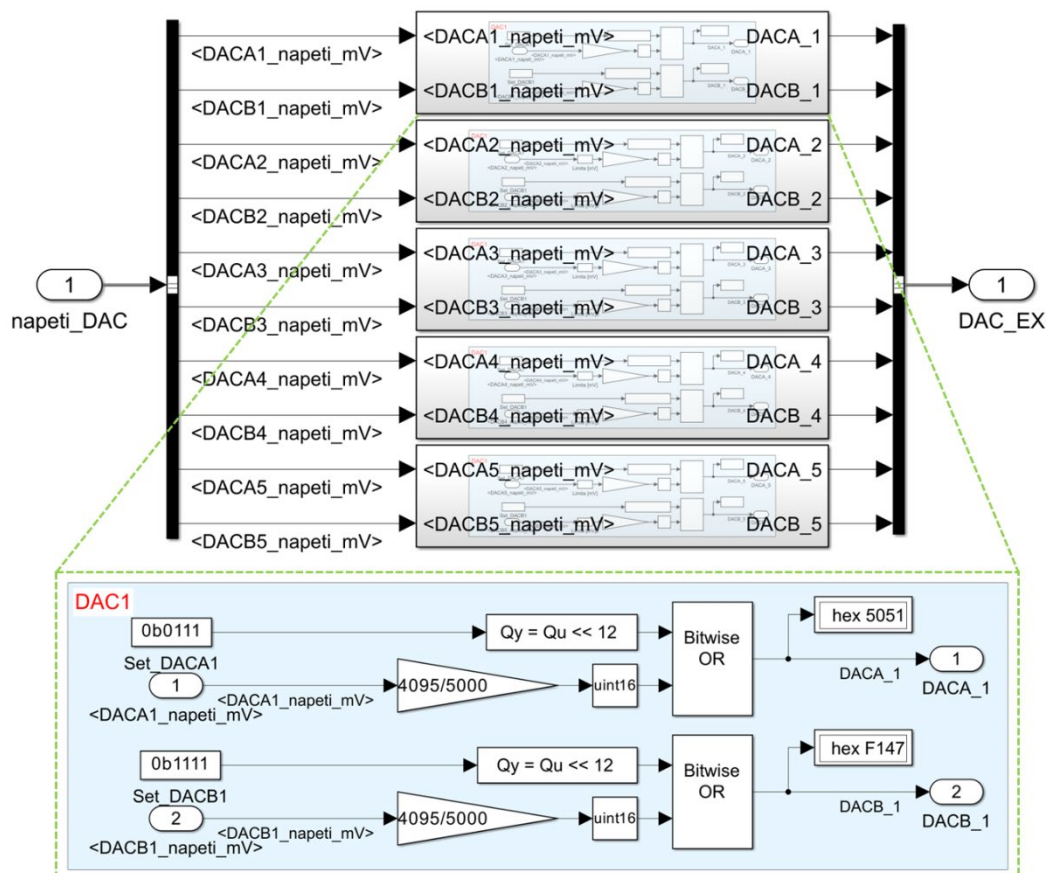 <DACA1_napeti_mV>
<DACB1_napeti_mV>
<DACA2_napeti_mV>
<DACB2_napeti_mV>
<DACA3_napeti_mV>
<DACB3_napeti_mV>
<DACA4_napeti_mV>
<DACB4_napeti_mV>
<DACA5_napeti_mV>
<DACB5_napeti_mV>
1
napeti_DAC
<DACA1_napeti_mV> DACA_1
<DACB1_napeti_mV> DACB_1
<DACA2_napeti_mV> DACA_2
<DACB2_napeti_mV> DACB_2
<DACA3_napeti_mV> DACA_3
<DACB3_napeti_mV> DACB_3
<DACA4_napeti_mV> DACA_4
<DACB4_napeti_mV> DACB_4
<DACA5_napeti_mV> DACA_5
<DACB5_napeti_mV> DACB_5
1
DAC_EX
DAC1
0b0111
Set_DACA1
Qy = Qu << 12
1
<DACA1_napeti_mV>
<DACA1_napeti_mV>
4095/5000
uint16
Bitwise
OR
hex 5051
DACA_1
1
DACA_1
0b1111
Set_DACB1
Qy = Qu << 12
2
<DACB1_napeti_mV>
<DACB1_napeti_mV>
4095/5000
uint16
Bitwise
OR
hex F147
DACB_1
2
DACB_1